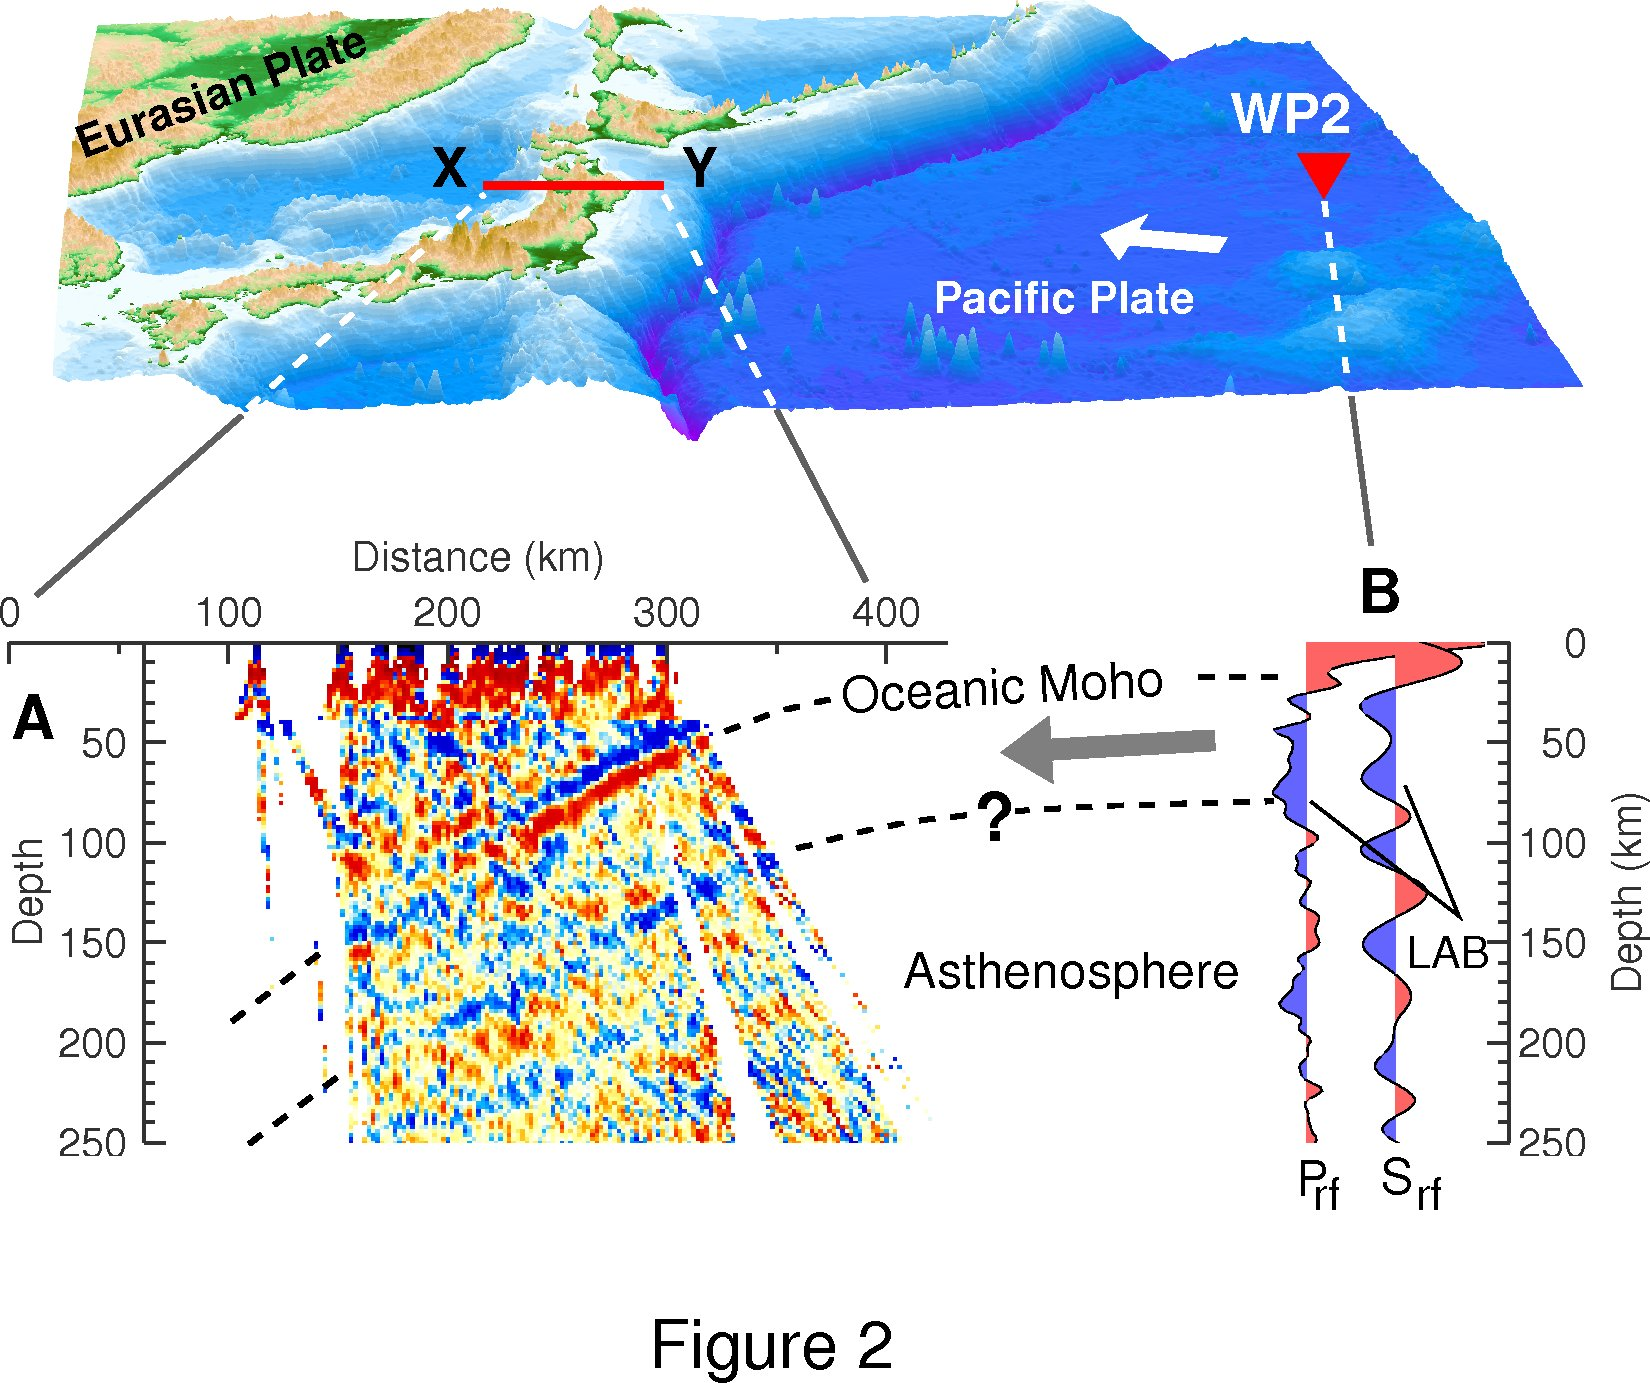 Eurasian Plate
WP2
X
Y
Pacific Plate
Distance (km)
0 100 200 300 400
B
A
Oceanic Moho
0
50
100
150
200
250
Depth
?
Asthenosphere
50
100
150
200
250
Depth (km)
LAB
Prf
Srf
Figure 2